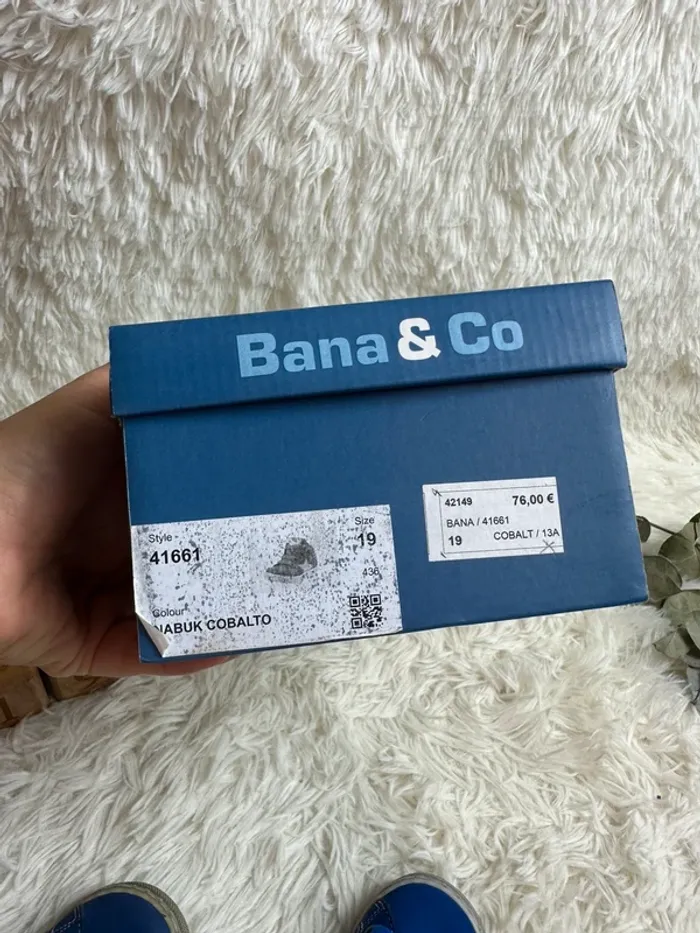 Bana & Co
Style
41661
Size
19
436
Colour
NABUK COBALTO
42149 76,00 €
BANA / 41661
19 COBALT / 13A